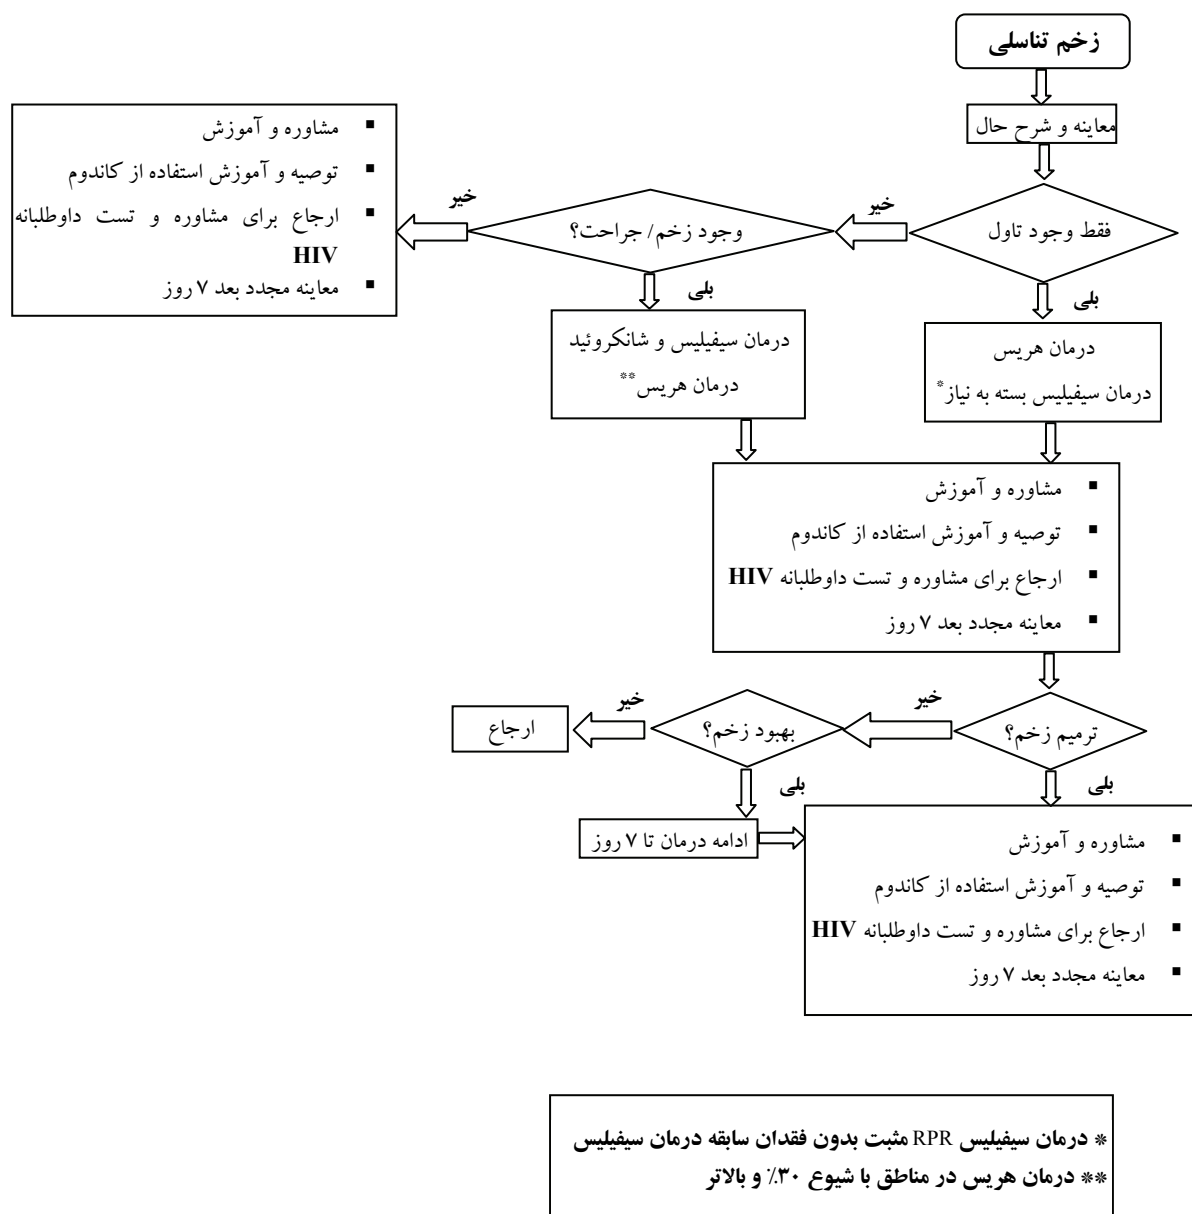 زخم تناسلی
معاینه و شرح حال
فقط وجود تاول
خیر
بلی
وجود زخم/ جراحت؟
خیر
بلی
▪ مشاوره و آموزش
▪ توصیه و آموزش استفاده از کاندوم
▪ ارجاع برای مشاوره و تست داوطلبانه
HIV
▪ معاینه مجدد بعد ۷ روز
درمان هریس
درمان سیفیلیس بسته به نیاز*
درمان سیفیلیس و شانکروئید
درمان هریس**
▪ مشاوره و آموزش
▪ توصیه و آموزش استفاده از کاندوم
▪ ارجاع برای مشاوره و تست داوطلبانه HIV
▪ معاینه مجدد بعد ۷ روز
ترمیم زخم؟
خیر
بلی
بهبود زخم؟
خیر
بلی
ارجاع
ادامه درمان تا ۷ روز
▪ مشاوره و آموزش
▪ توصیه و آموزش استفاده از کاندوم
▪ ارجاع برای مشاوره و تست داوطلبانه HIV
▪ معاینه مجدد بعد ۷ روز
* درمان سیفیلیس RPR مثبت بدون فقدان سابقه درمان سیفیلیس
** درمان هریس در مناطق با شیوع ۳۰٪ و بالاتر